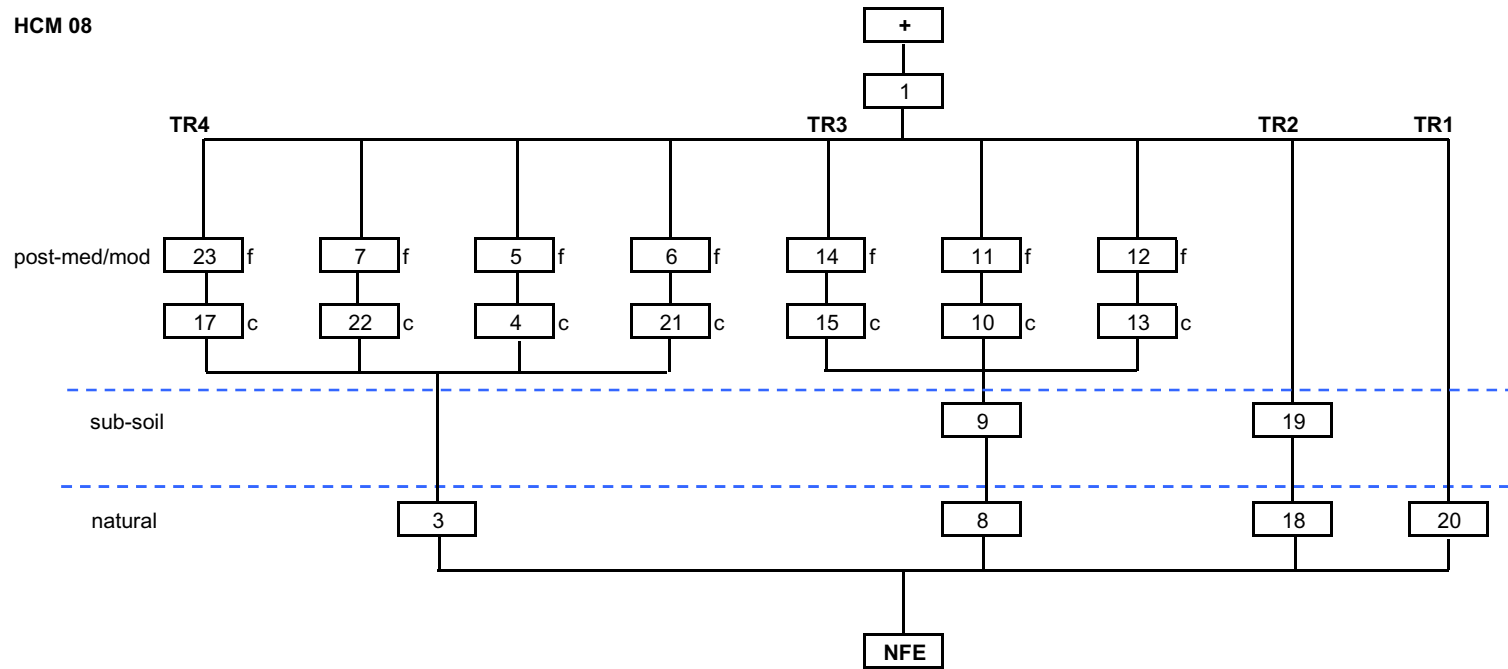 HCM 08
+
1
TR4 TR3 TR2 TR1
post-med/mod 23 f 7 f 5 f 6 f 14 f 11 f 12 f
17 c 22 c 4 c 21 c 15 c 10 c 13 c
sub-soil 9 19
natural 3 8 18 20
NFE